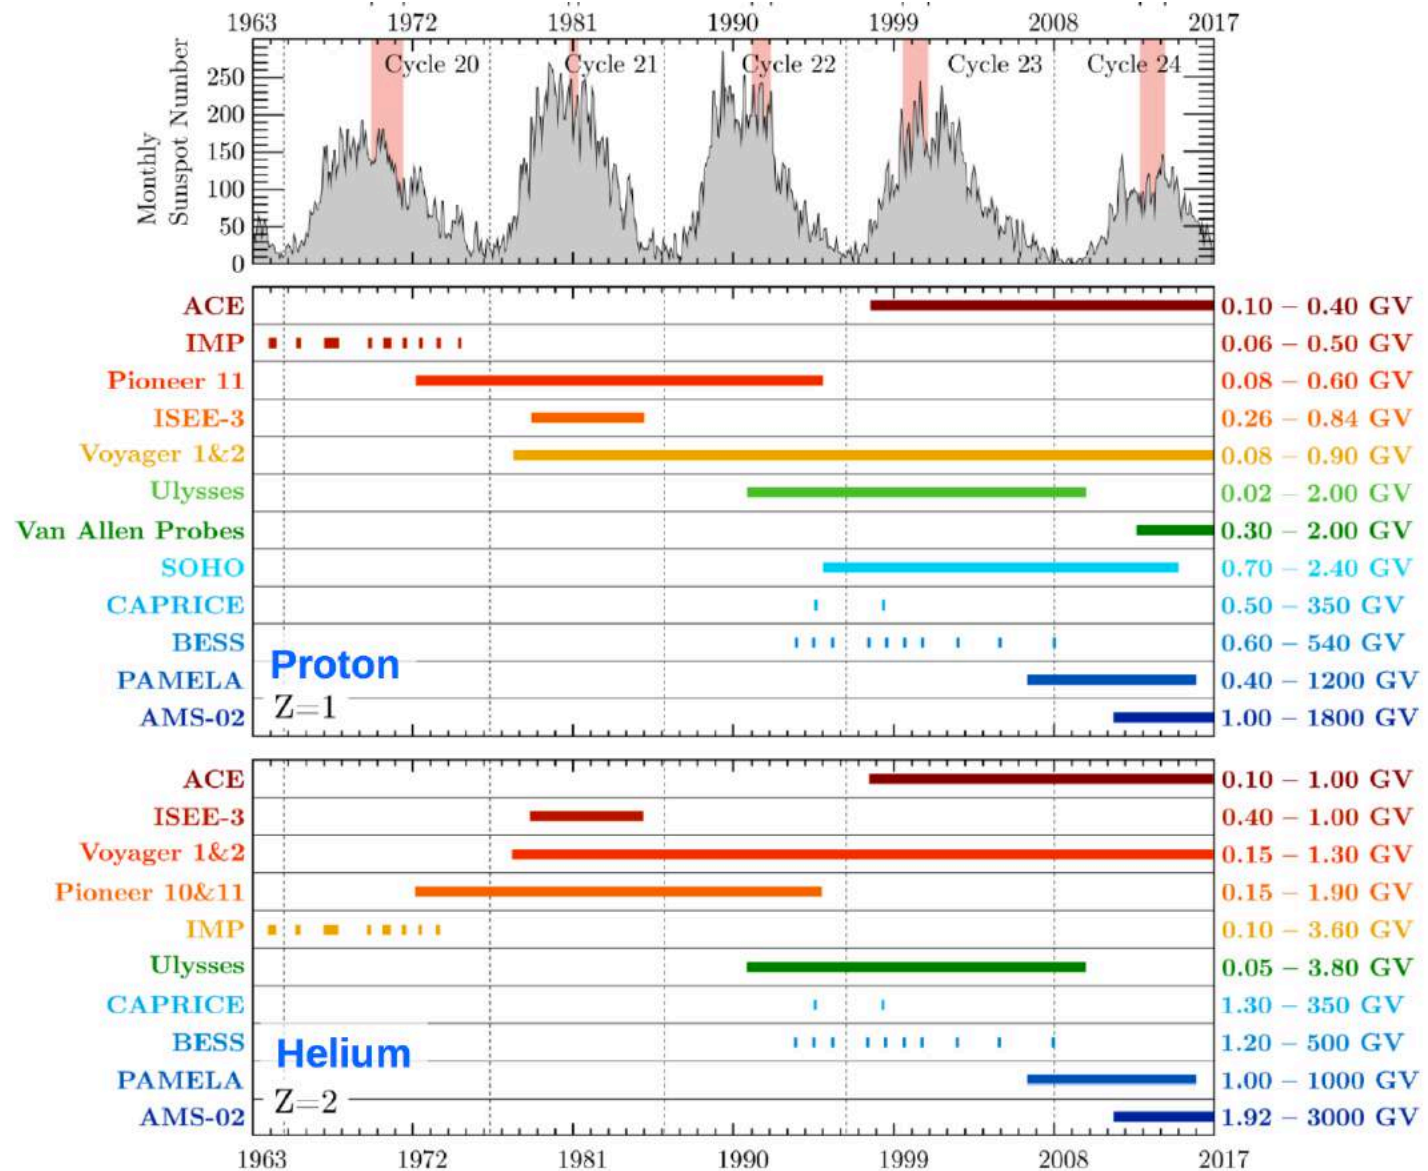 1963 1972 1981 1990 1999 2008 2017
Monthly
Sunspot Number
Cycle 20 Cycle 21 Cycle 22 Cycle 23 Cycle 24
250
200
150
100
50
0
ACE 0.10 – 0.40 GV
IMP 0.06 – 0.50 GV
Pioneer 11 0.08 – 0.60 GV
ISEE-3 0.26 – 0.84 GV
Voyager 1&2 0.08 – 0.90 GV
Ulysses 0.02 – 2.00 GV
Van Allen Probes 0.30 – 2.00 GV
SOHO 0.70 – 2.40 GV
CAPRICE 0.50 – 350 GV
BESS 0.60 – 540 GV
Proton
PAMELA 0.40 – 1200 GV
Z=1
AMS-02 1.00 – 1800 GV
ACE 0.10 – 1.00 GV
ISEE-3 0.40 – 1.00 GV
Voyager 1&2 0.15 – 1.30 GV
Pioneer 10&11 0.15 – 1.90 GV
IMP 0.10 – 3.60 GV
Ulysses 0.05 – 3.80 GV
CAPRICE 1.30 – 350 GV
BESS 1.20 – 500 GV
Helium
PAMELA 1.00 – 1000 GV
Z=2
AMS-02 1.92 – 3000 GV
1963 1972 1981 1990 1999 2008 2017